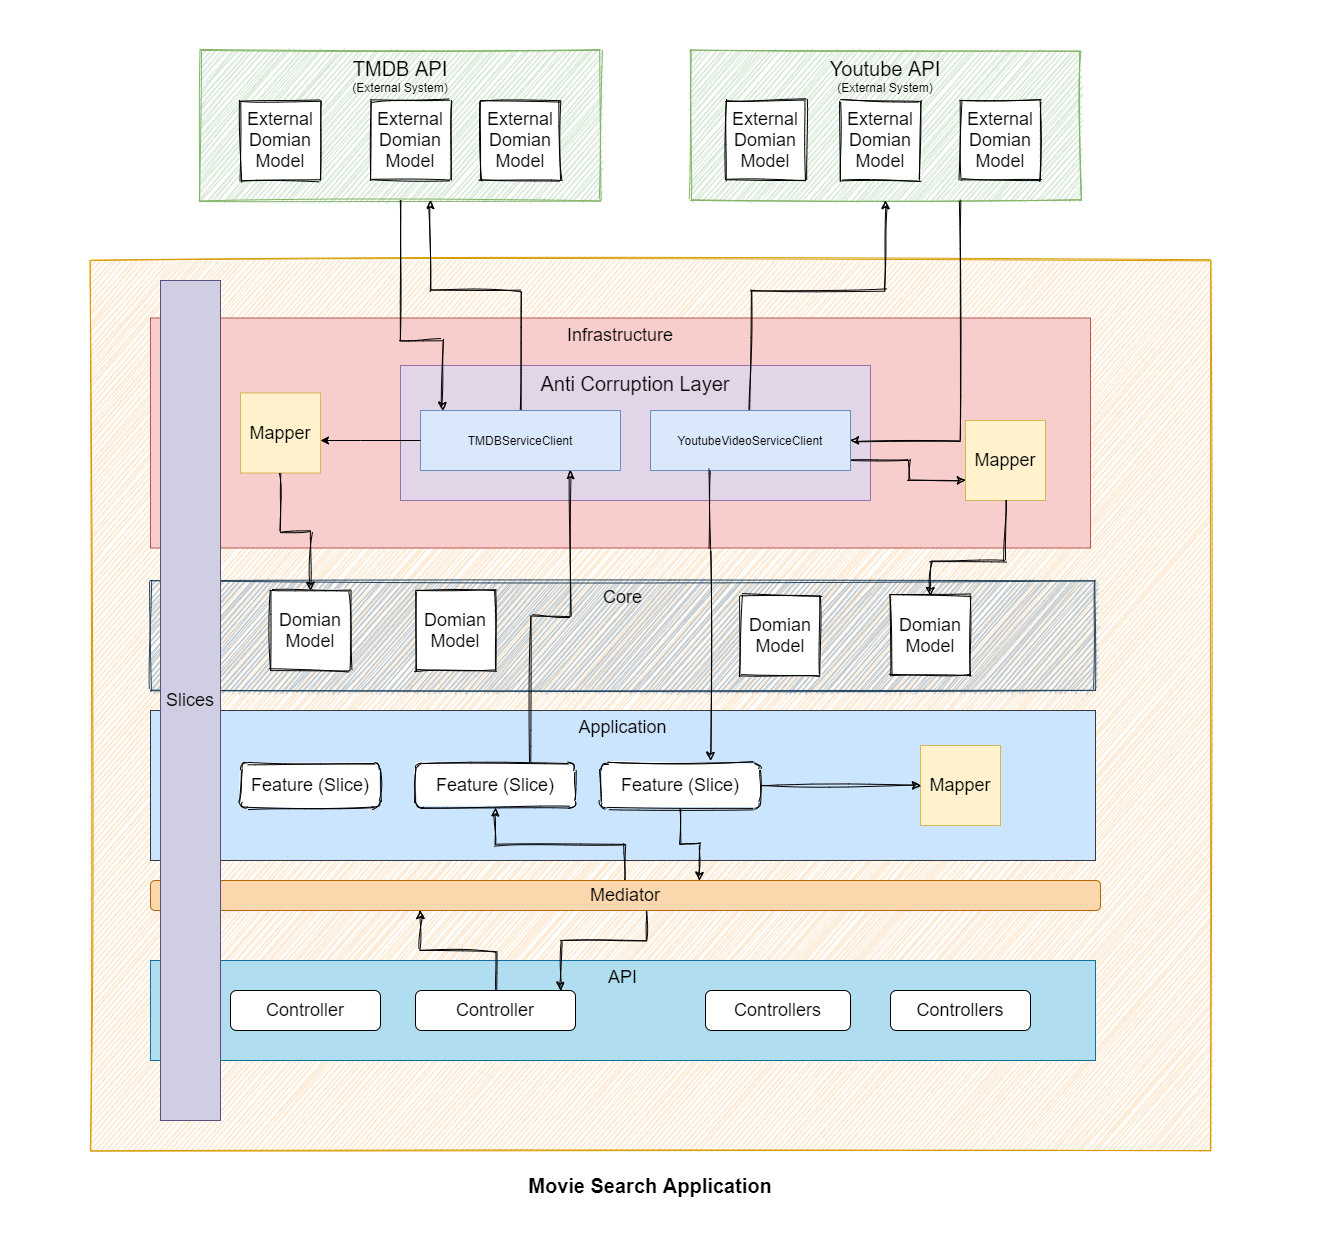 TMDB API
(External System)
External
Domian
Model
External
Domian
Model
External
Domian
Model
Youtube API
(External System)
External
Domian
Model
External
Domian
Model
External
Domian
Model
Infrastructure
Anti Corruption Layer
Mapper
TMDBServiceClient
YoutubeVideoServiceClient
Mapper
Core
Domian
Model
Domian
Model
Domian
Model
Domian
Model
Slices
Application
Feature (Slice)
Feature (Slice)
Feature (Slice)
Mapper
Mediator
API
Controller
Controller
Controllers
Controllers
Movie Search Application